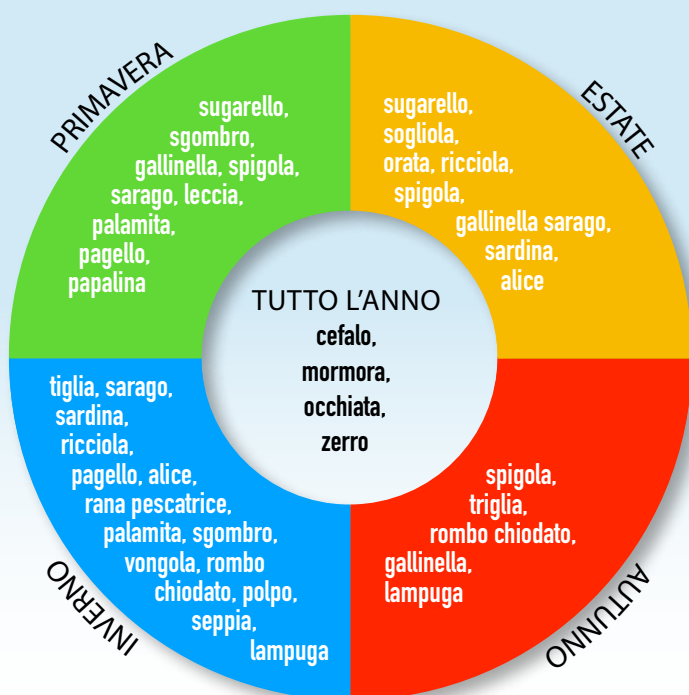 PRIMAVERA
sugarello,
sgombro,
gallinella, spigola,
sarago, leccia,
palamita,
pagello,
papalina
ESTATE
sugarello,
sogliola,
orata, ricciola,
spigola,
gallinella sarago,
sardina,
alice
TUTTO L'ANNO
cefalo,
mormora,
occhiata,
zerro
INVERNO
tiglia, sarago,
sardina,
ricciola,
pagello, alice,
rana pescatrice,
palamita, sgombro,
vongola, rombo
chiodato, polpo,
seppia,
lampuga
AUTUNNO
spigola,
triglia,
rombo chiodato,
gallinella,
lampuga